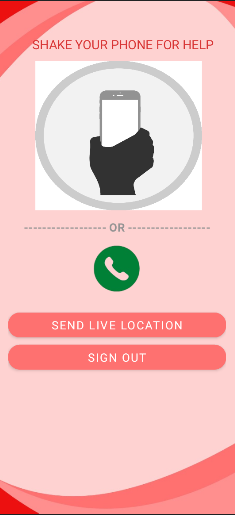 SHAKE YOUR PHONE FOR HELP
------------------ OR ------------------
SEND LIVE LOCATION
SIGN OUT